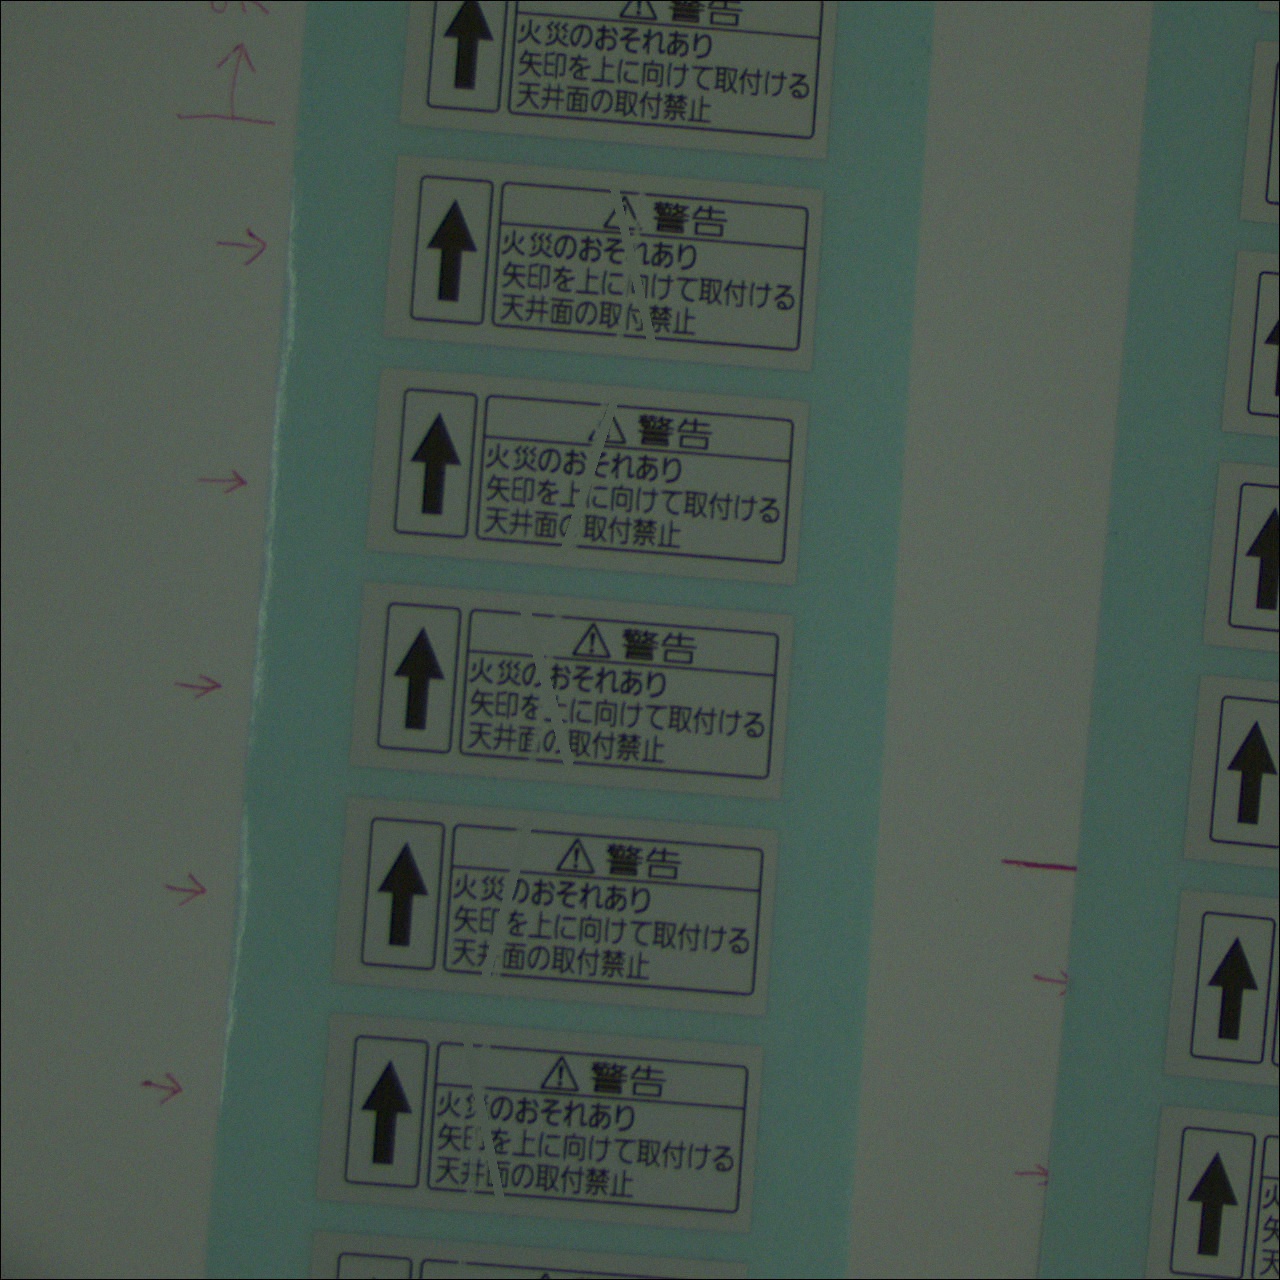 OK
警告
火災のおそれあり
矢印を上に向けて取付ける
天井面の取付禁止
警告
火災のおそれあり
矢印を上に向けて取付ける
天井面の取付禁止
警告
火災のおそれあり
矢印を上に向けて取付ける
天井面の取付禁止
警告
火災のおそれあり
矢印を上に向けて取付ける
天井面の取付禁止
警告
火災のおそれあり
矢印を上に向けて取付ける
天井面の取付禁止
警告
火災のおそれあり
矢印を上に向けて取付ける
天井面の取付禁止
火
矢
天